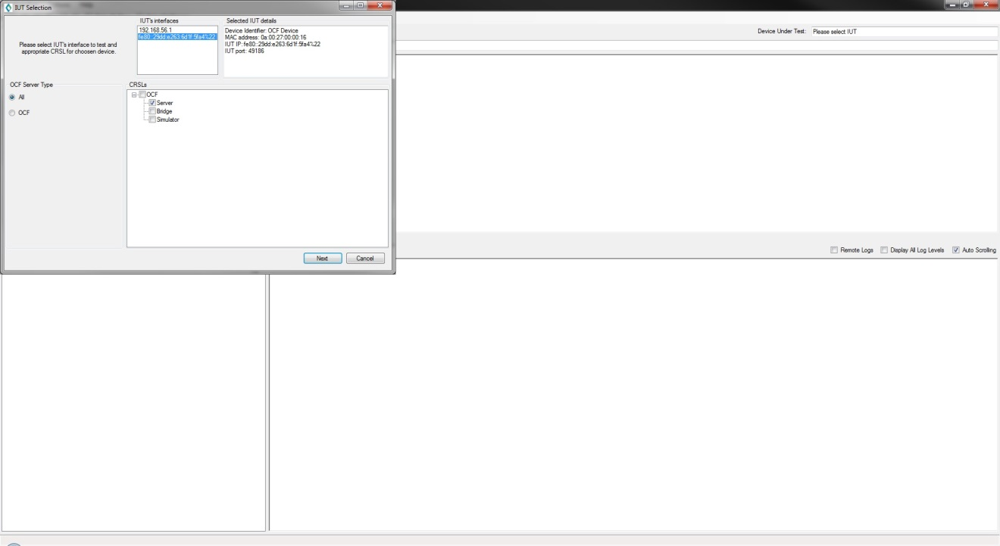 IUT Selection
IUT's interfaces
Selected IUT details
Please select IUT's interface to test and
appropriate CRSL for choosen device.
192.168.56.1
fe80::29dd:e263:6d1f:5fa4%22
Device Identifier: OCF Device
MAC address: 0a:00:27:00:00:16
IUT IP: fe80::29dd:e263:6d1f:5fa4%22
IUT port: 49186
Device Under Test: Please select IUT
OCF Server Type
All
OCF
CRSLs
OCF
Server
Bridge
Simulator
Next
Cancel
Remote Logs
Display All Log Levels
Auto Scrolling